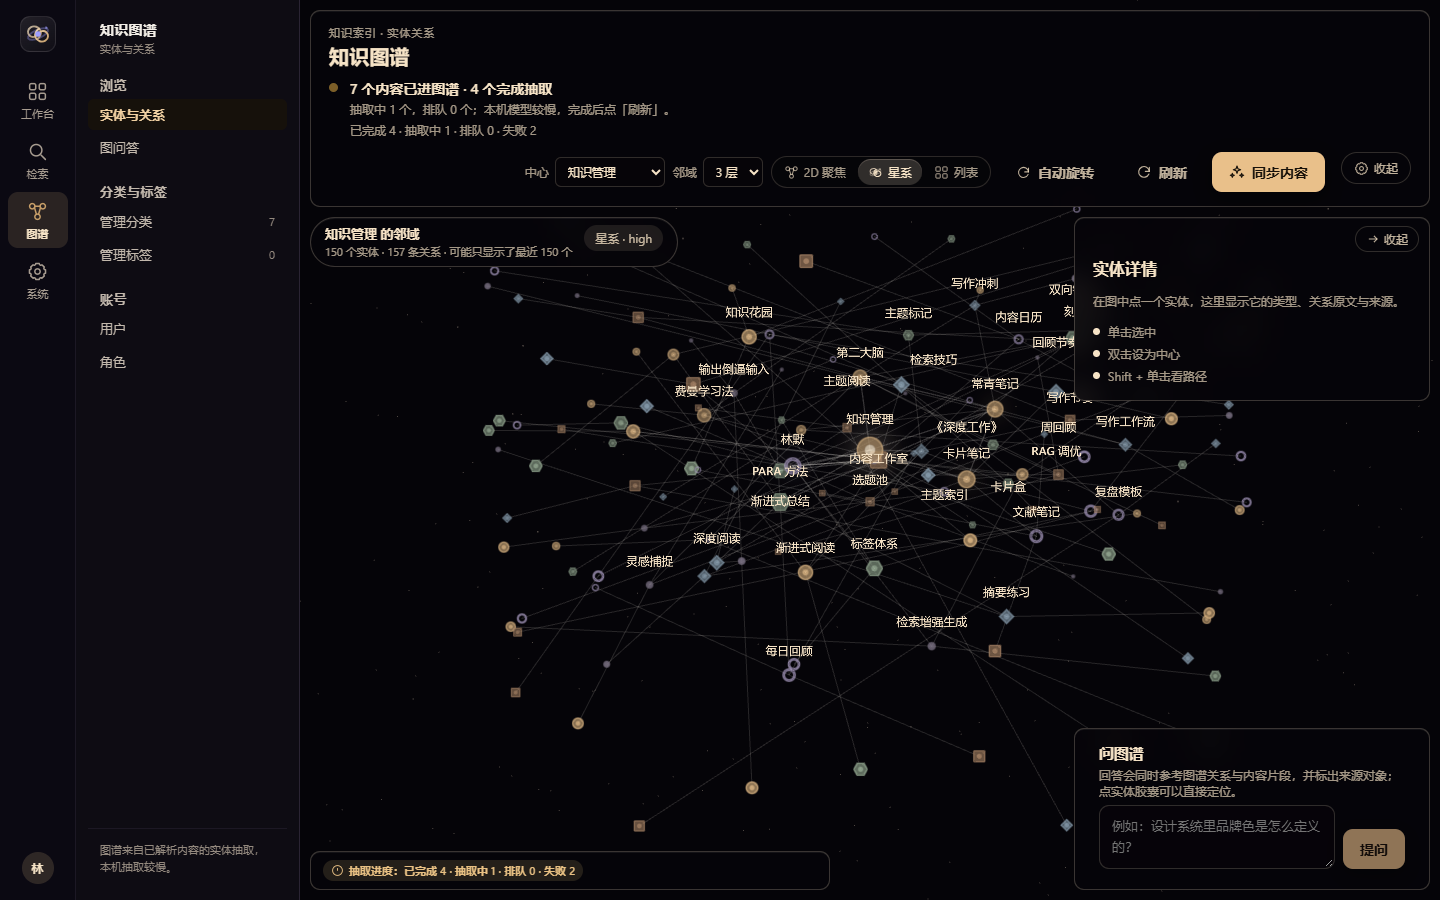 工作台
检索
图谱
系统
林
知识图谱
实体与关系
浏览
实体与关系
图问答
分类与标签
管理分类 7
管理标签 0
账号
用户
角色
图谱来自已解析内容的实体抽取，
本机抽取较慢。
知识索引 · 实体关系
知识图谱
7 个内容已进图谱 · 4 个完成抽取
抽取中 1 个，排队 0 个；本机模型较慢，完成后点「刷新」。
已完成 4 · 抽取中 1 · 排队 0 · 失败 2
中心 知识管理 邻域 3 层 2D 聚焦 星系 列表 自动旋转 刷新 同步内容 收起
知识管理 的邻域
150 个实体 · 157 条关系 · 可能只显示了最近 150 个
星系 · high
写作冲刺
知识花园
主题标记
内容日历
第二大脑
检索技巧
输出倒逼输入
主题阅读
费曼学习法
常青笔记
知识管理
《深度工作》
周回顾
写作工作流
林默
内容工作室
卡片笔记
RAG 调优
PARA 方法
选题池
主题索引
卡片盒
复盘模板
渐进式总结
文献笔记
深度阅读
渐进式阅读
标签体系
灵感捕捉
摘要练习
检索增强生成
每日回顾
收起
实体详情
在图中点一个实体，这里显示它的类型、关系原文与来源。
单击选中
双击设为中心
Shift + 单击看路径
问图谱
回答会同时参考图谱关系与内容片段，并标出来源对象；
点实体胶囊可以直接定位。
例如：设计系统里品牌色是怎么定义
的？
提问
抽取进度：已完成 4 · 抽取中 1 · 排队 0 · 失败 2